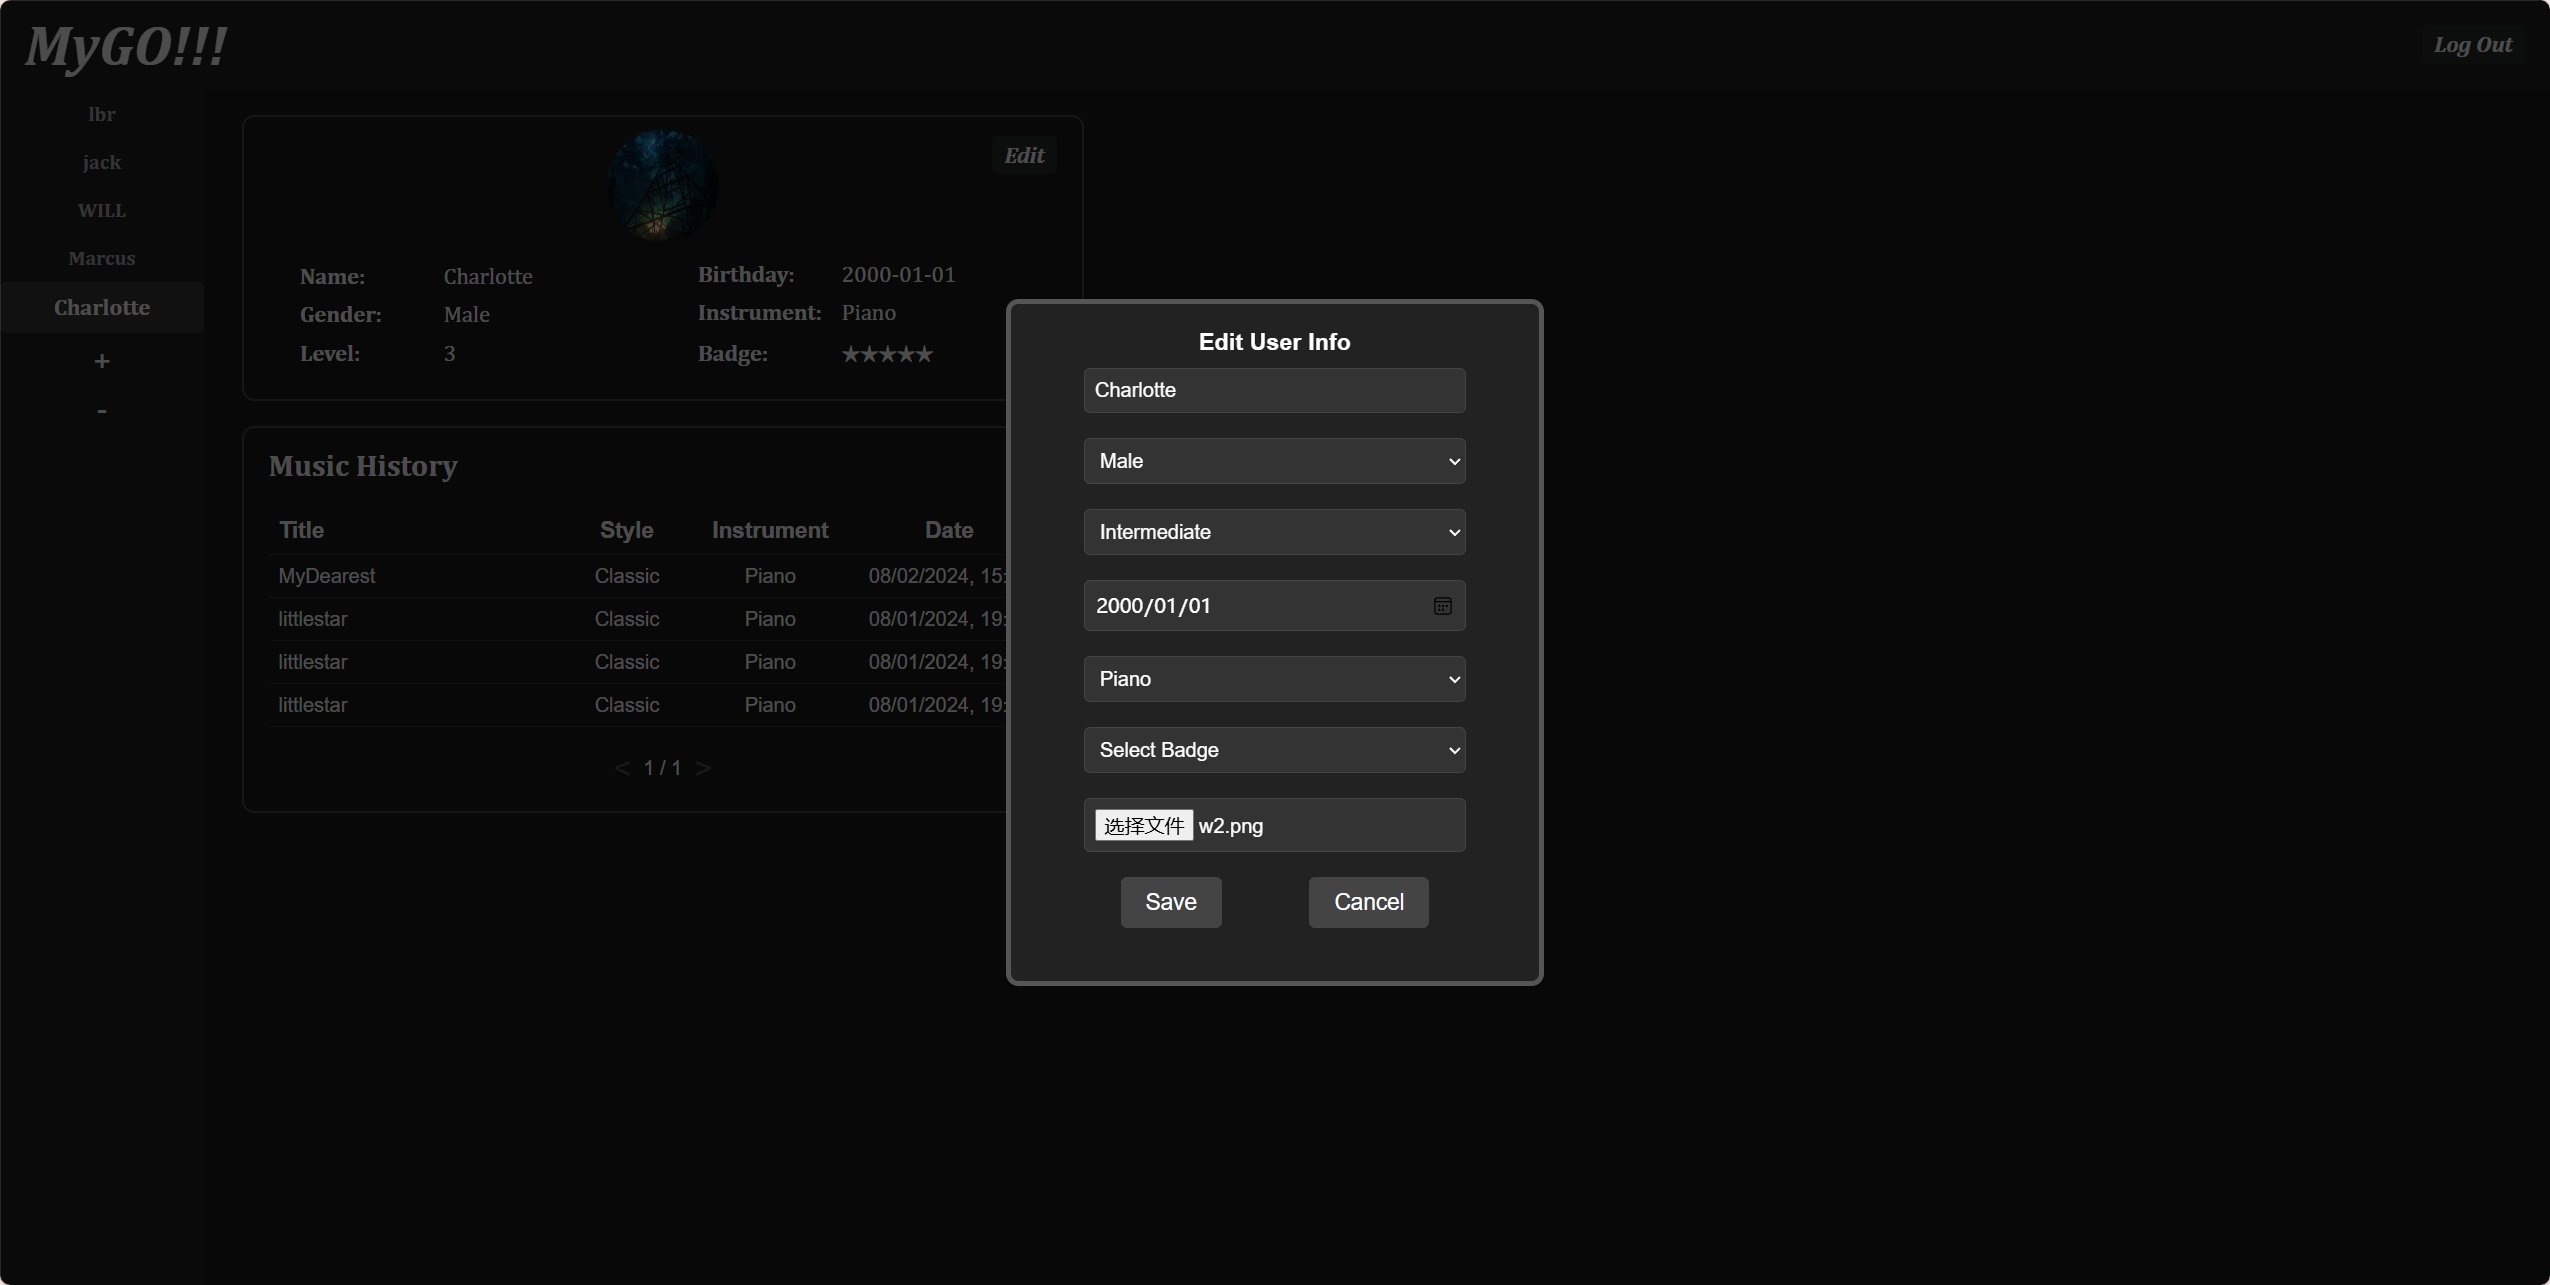 MyGO!!!
Log Out
lbr
jack
WILL
Marcus
Charlotte
+
-
Edit
Name: Charlotte Birthday: 2000-01-01
Gender: Male Instrument: Piano
Level: 3 Badge: ★★★★★
Music History
Title Style Instrument Date
MyDearest Classic Piano 08/02/2024, 15:
littlestar Classic Piano 08/01/2024, 19:
littlestar Classic Piano 08/01/2024, 19:
littlestar Classic Piano 08/01/2024, 19:
< 1 / 1 >
Edit User Info
Charlotte
Male
Intermediate
2000/01/01
Piano
Select Badge
选择文件 w2.png
Save Cancel